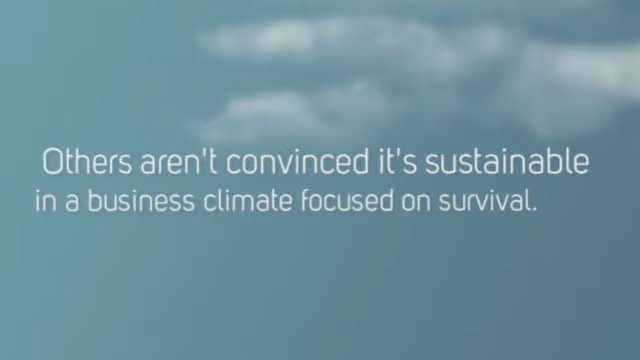 Others aren't convinced it's sustainable
in a business climate focused on survival.